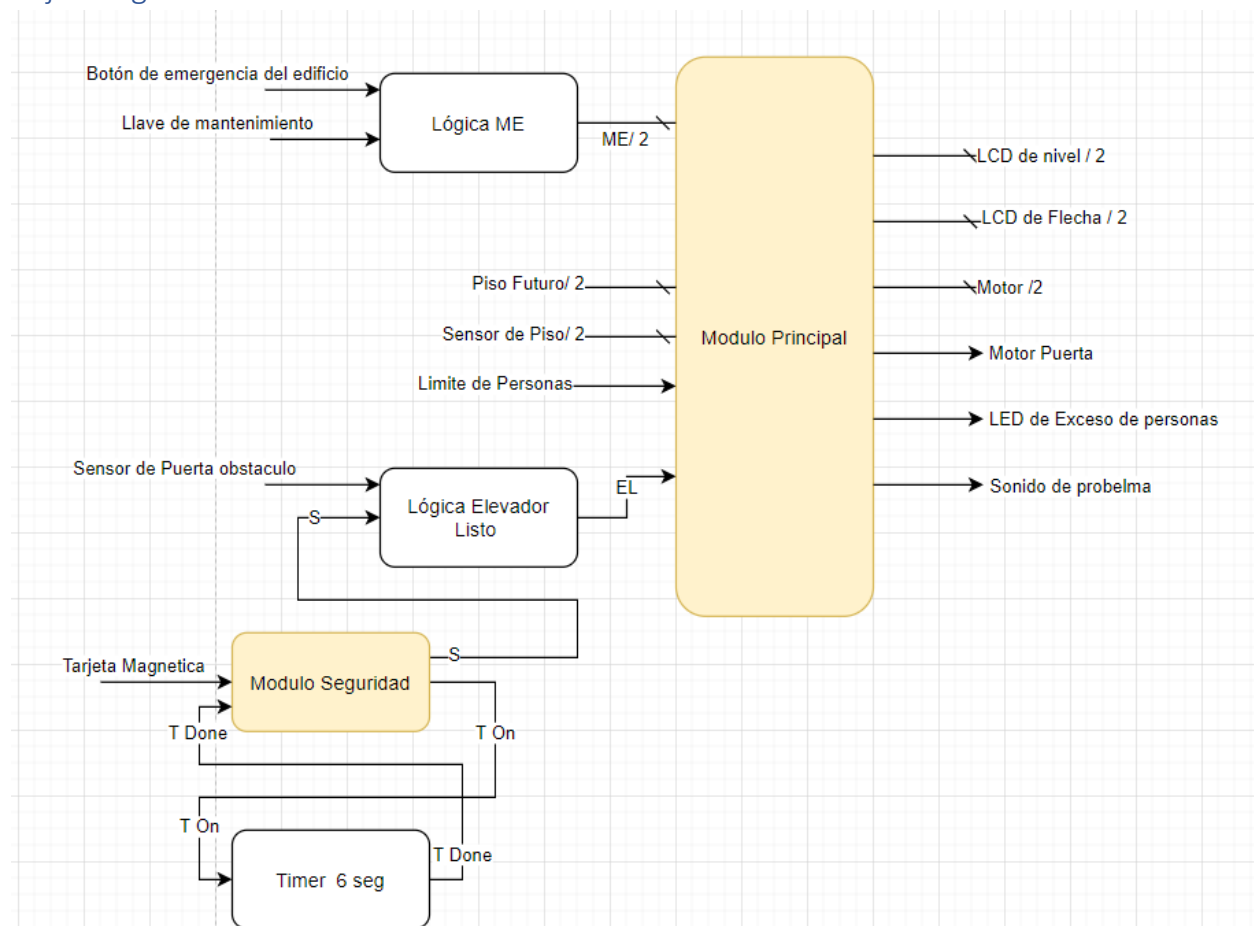 Botón de emergencia del edificio
Llave de mantenimiento
Lógica ME
ME/ 2
LCD de nivel / 2
LCD de Flecha / 2
Piso Futuro/ 2
Motor /2
Sensor de Piso/ 2
Modulo Principal
Motor Puerta
Limite de Personas
LED de Exceso de personas
Sensor de Puerta obstaculo
EL
Sonido de probelma
S
Lógica Elevador
Listo
S
Tarjeta Magnetica
Modulo Seguridad
T Done
T On
T On
T Done
Timer 6 seg